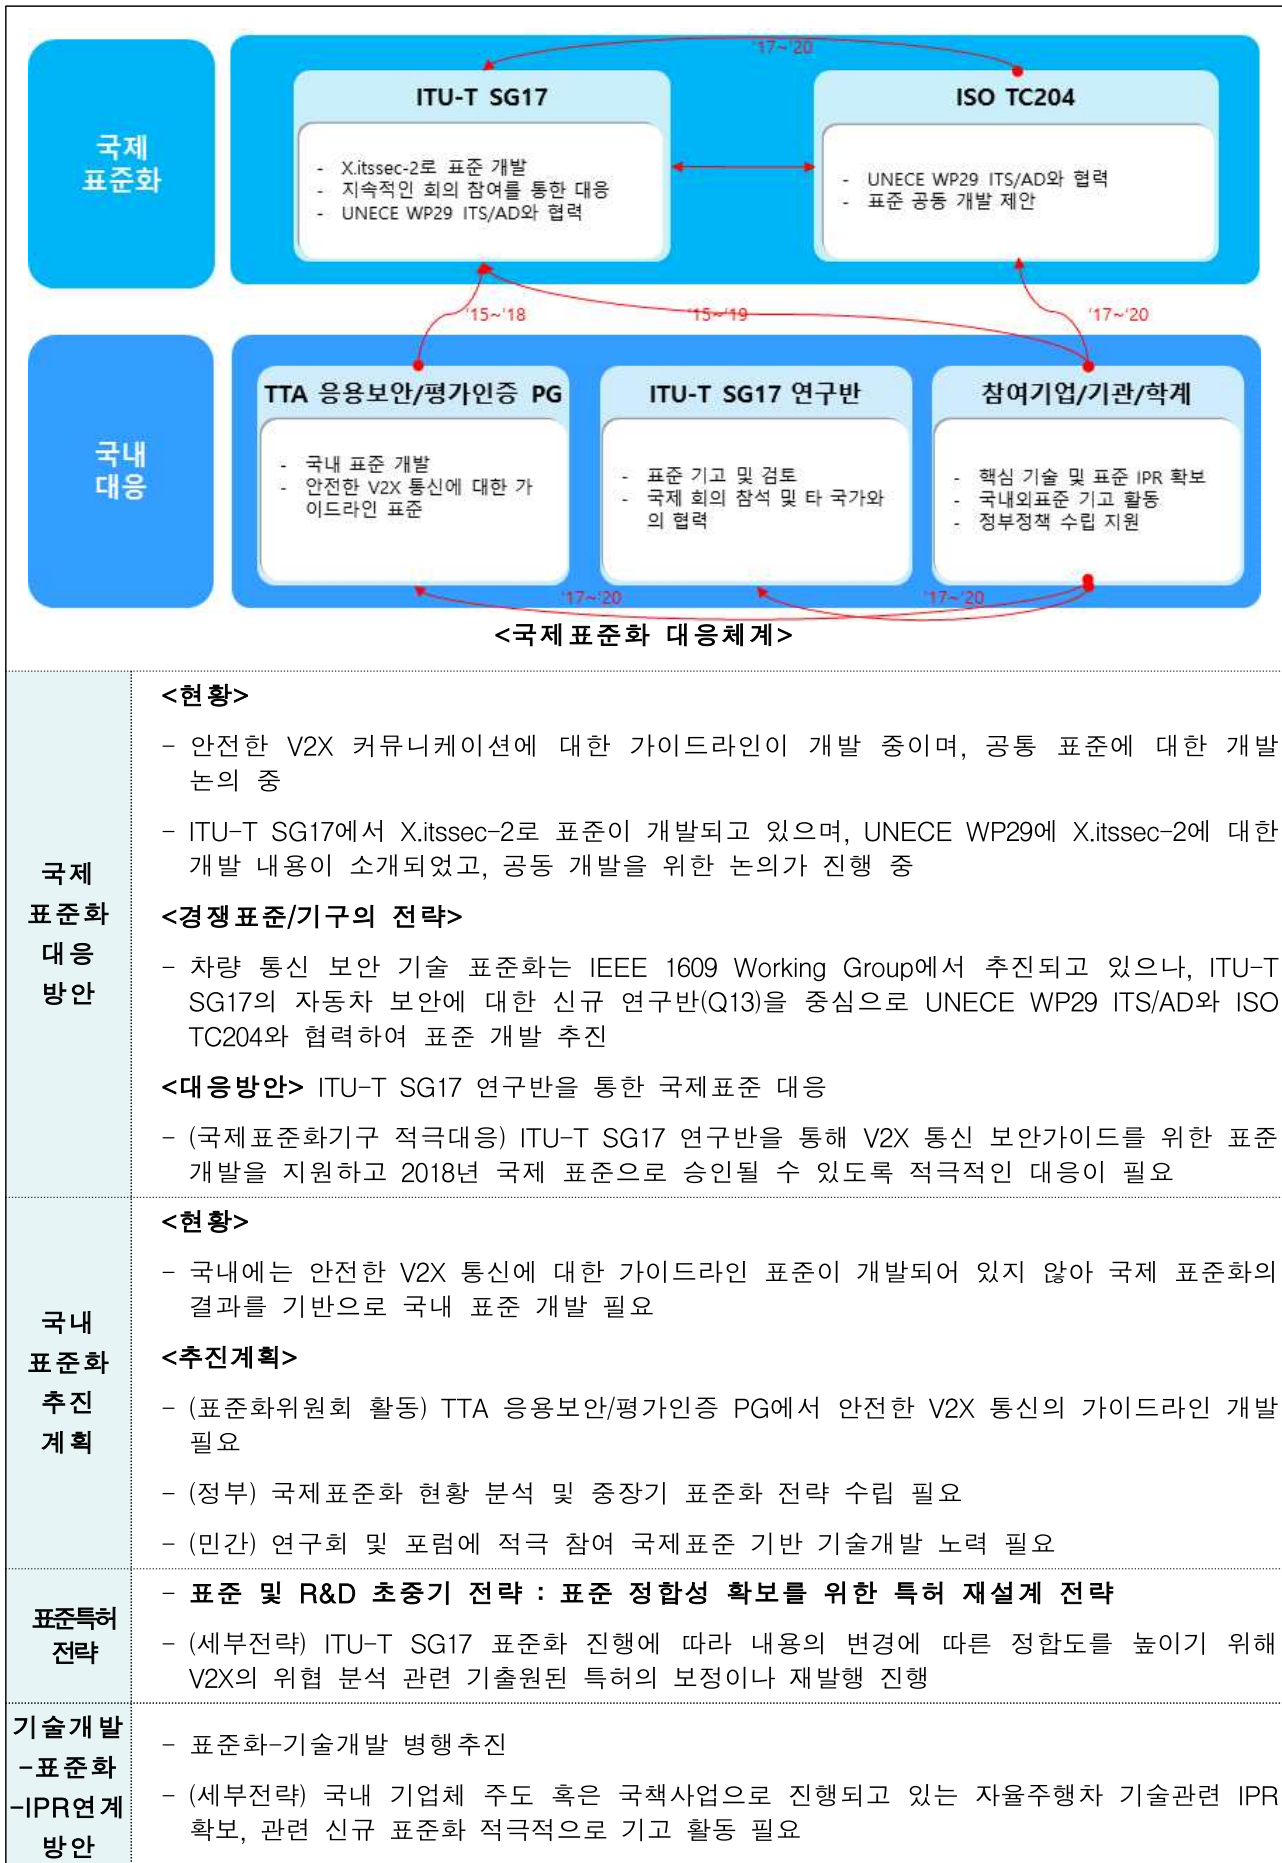 '17~'20
국제
표준화
ITU-T SG17
- X.itssec-2로 표준 개발
- 지속적인 회의 참여를 통한 대응
- UNECE WP29 ITS/AD와 협력
ISO TC204
- UNECE WP29 ITS/AD와 협력
- 표준 공동 개발 제안
'15~'18
'15~'19
'17~'20
국내
대응
TTA 응용보안/평가인증 PG
- 국내 표준 개발
- 안전한 V2X 통신에 대한 가
이드라인 표준
ITU-T SG17 연구반
- 표준 기고 및 검토
- 국제 회의 참석 및 타 국가와
의 협력
참여기업/기관/학계
- 핵심 기술 및 표준 IPR 확보
- 국내외표준 기고 활동
- 정부정책 수립 지원
'17~'20
'17~'20
<국제표준화 대응체계>
국제
표준화
대응
방안
<현황>
- 안전한 V2X 커뮤니케이션에 대한 가이드라인이 개발 중이며, 공통 표준에 대한 개발
논의 중
- ITU-T SG17에서 X.itssec-2로 표준이 개발되고 있으며, UNECE WP29에 X.itssec-2에 대한
개발 내용이 소개되었고, 공동 개발을 위한 논의가 진행 중
<경쟁표준/기구의 전략>
- 차량 통신 보안 기술 표준화는 IEEE 1609 Working Group에서 추진되고 있으나, ITU-T
SG17의 자동차 보안에 대한 신규 연구반(Q13)을 중심으로 UNECE WP29 ITS/AD와 ISO
TC204와 협력하여 표준 개발 추진
<대응방안> ITU-T SG17 연구반을 통한 국제표준 대응
- (국제표준화기구 적극대응) ITU-T SG17 연구반을 통해 V2X 통신 보안가이드를 위한 표준
개발을 지원하고 2018년 국제 표준으로 승인될 수 있도록 적극적인 대응이 필요
국내
표준화
추진
계획
<현황>
- 국내에는 안전한 V2X 통신에 대한 가이드라인 표준이 개발되어 있지 않아 국제 표준화의
결과를 기반으로 국내 표준 개발 필요
<추진계획>
- (표준화위원회 활동) TTA 응용보안/평가인증 PG에서 안전한 V2X 통신의 가이드라인 개발
필요
- (정부) 국제표준화 현황 분석 및 중장기 표준화 전략 수립 필요
- (민간) 연구회 및 포럼에 적극 참여 국제표준 기반 기술개발 노력 필요
표준특허
전략
- 표준 및 R&D 초중기 전략 : 표준 정합성 확보를 위한 특허 재설계 전략
- (세부전략) ITU-T SG17 표준화 진행에 따라 내용의 변경에 따른 정합도를 높이기 위해
V2X의 위협 분석 관련 기출원된 특허의 보정이나 재발행 진행
기술개발
-표준화
-IPR연계
방안
- 표준화-기술개발 병행추진
- (세부전략) 국내 기업체 주도 혹은 국책사업으로 진행되고 있는 자율주행차 기술관련 IPR
확보, 관련 신규 표준화 적극적으로 기고 활동 필요